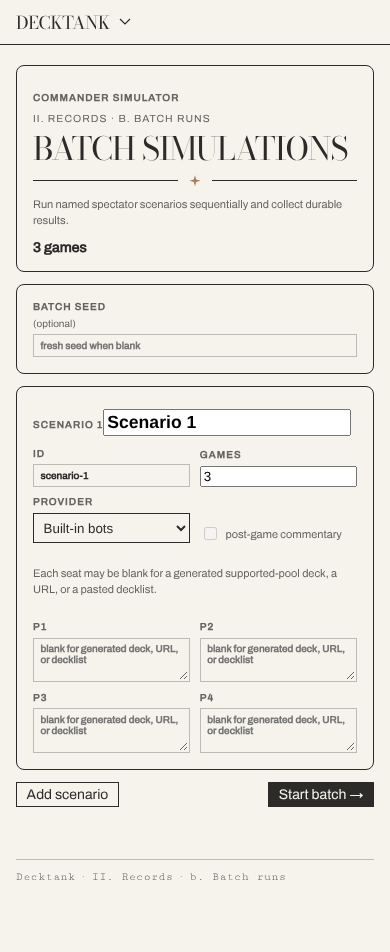 DECKTANK
COMMANDER SIMULATOR
II. RECORDS · B. BATCH RUNS
BATCH SIMULATIONS
Run named spectator scenarios sequentially and collect durable
results.
3 games
BATCH SEED
(optional)
fresh seed when blank
SCENARIO 1 Scenario 1
ID GAMES
scenario-1 3
PROVIDER
Built-in bots post-game commentary
Each seat may be blank for a generated supported-pool deck, a
URL, or a pasted decklist.
P1 P2
blank for generated deck, URL, blank for generated deck, URL,
or decklist or decklist
P3 P4
blank for generated deck, URL, blank for generated deck, URL,
or decklist or decklist
Add scenario Start batch →
Decktank · II. Records · b. Batch runs